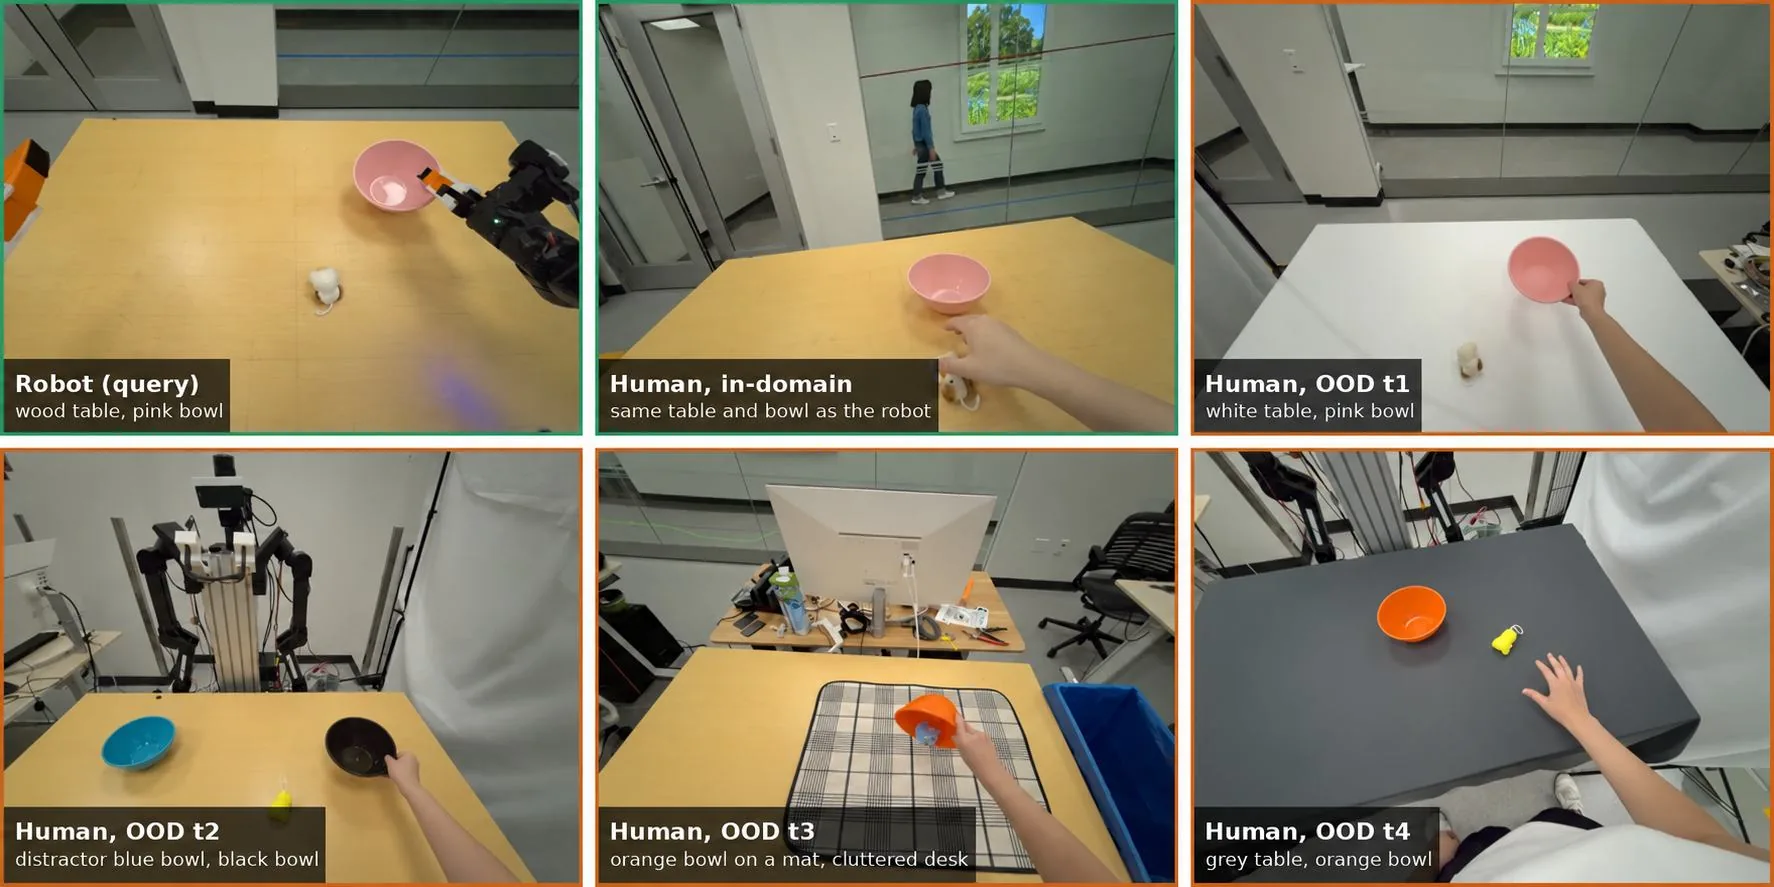 Robot (query)
wood table, pink bowl
Human, in-domain
same table and bowl as the robot
Human, OOD t1
white table, pink bowl
Human, OOD t2
distractor blue bowl, black bowl
Human, OOD t3
orange bowl on a mat, cluttered desk
Human, OOD t4
grey table, orange bowl